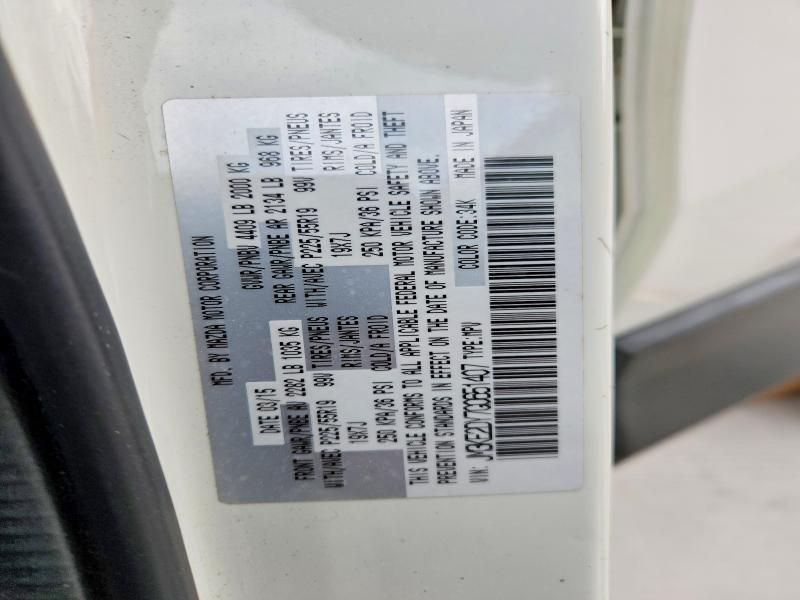 MFD. BY MAZDA MOTOR CORPORATION
DATE 03/15 GVWR/PNBV 4409 LB 2000 KG
FRONT GAWR/PNBE AV 2282 LB 1035 KG REAR GAWR/PNBE AR 2134 LB 968 KG
WITH/AVEC P225/55R19 99V TIRES/PNEUS WITH/AVEC P225/55R19 99V TIRES/PNEUS
19X7J RIMS/JANTES 19X7J RIMS/JANTES
250 KPA/36 PSI COLD/A FROID 250 KPA/36 PSI COLD/A FROID
THIS VEHICLE CONFORMS TO ALL APPLICABLE FEDERAL MOTOR VEHICLE SAFETY AND THEFT
PREVENTION STANDARDS IN EFFECT ON THE DATE OF MANUFACTURE SHOWN ABOVE.
VIN: TYPE:MPV COLOR CODE:34K MADE IN JAPAN